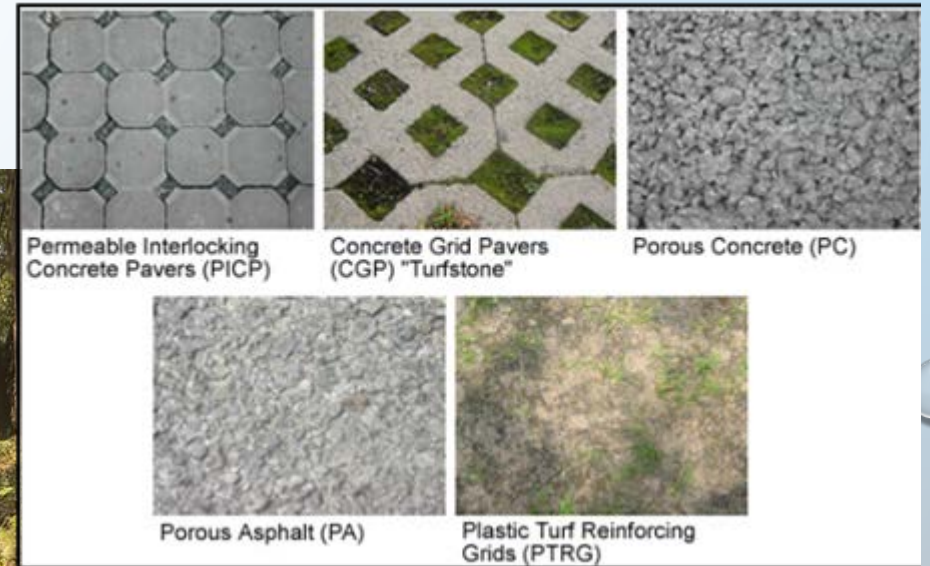 Permeable Interlocking
Concrete Pavers (PICP)
Concrete Grid Pavers
(CGP) "Turfstone"
Porous Concrete (PC)
Porous Asphalt (PA)
Plastic Turf Reinforcing
Grids (PTRG)